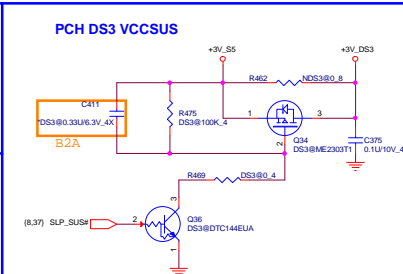 PCH DS3 VCCSUS
+3V_S5
+3V_DS3
R462
NDS3@0_8
C411
*DS3@0.33U/6.3V_4X
B2A
R475
DS3@100K_4
1
3
2
Q34
DS3@ME2303T1
C375
0.1U/10V_4
R469
DS3@0_4
3
Q36
DS3@DTC144EUA
(8,37) SLP_SUS#
2
1